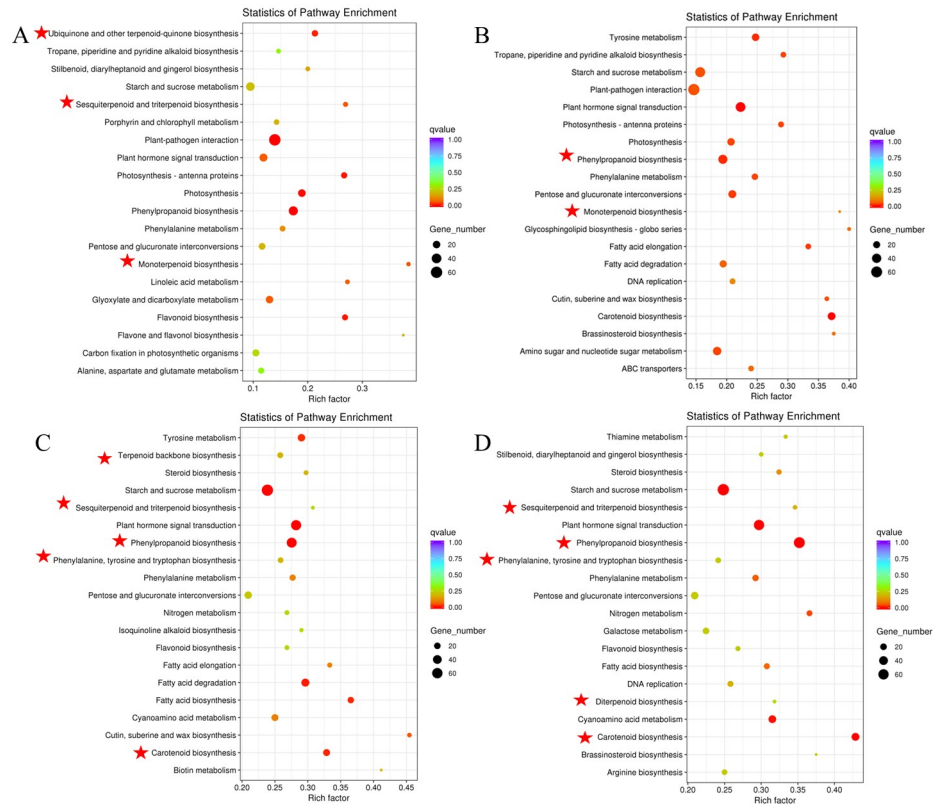 A
Statistics of Pathway Enrichment
Ubiquinone and other terpenoid-quinone biosynthesis
Tropane, piperidine and pyridine alkaloid biosynthesis
Stilbenoid, diarylheptanoid and gingerol biosynthesis
Starch and sucrose metabolism
Sesquiterpenoid and triterpenoid biosynthesis
Porphyrin and chlorophyll metabolism
Plant-pathogen interaction
Plant hormone signal transduction
Photosynthesis - antenna proteins
Photosynthesis
Phenylpropanoid biosynthesis
Phenylalanine metabolism
Pentose and glucuronate interconversions
Monoterpenoid biosynthesis
Linoleic acid metabolism
Glyoxylate and dicarboxylate metabolism
Flavonoid biosynthesis
Flavone and flavonol biosynthesis
Carbon fixation in photosynthetic organisms
Alanine, aspartate and glutamate metabolism
0.1 0.2 0.3
Rich factor
qvalue
1.00
0.75
0.50
0.25
0.00
Gene_number
20
40
60
B
Statistics of Pathway Enrichment
Tyrosine metabolism
Tropane, piperidine and pyridine alkaloid biosynthesis
Starch and sucrose metabolism
Plant-pathogen interaction
Plant hormone signal transduction
Photosynthesis - antenna proteins
Photosynthesis
Phenylpropanoid biosynthesis
Phenylalanine metabolism
Pentose and glucuronate interconversions
Monoterpenoid biosynthesis
Glycosphingolipid biosynthesis - globo series
Fatty acid elongation
Fatty acid degradation
DNA replication
Cutin, suberine and wax biosynthesis
Carotenoid biosynthesis
Brassinosteroid biosynthesis
Amino sugar and nucleotide sugar metabolism
ABC transporters
0.15 0.20 0.25 0.30 0.35 0.40
Rich factor
qvalue
1.00
0.75
0.50
0.25
0.00
Gene_number
20
40
60
C
Statistics of Pathway Enrichment
Tyrosine metabolism
Terpenoid backbone biosynthesis
Steroid biosynthesis
Starch and sucrose metabolism
Sesquiterpenoid and triterpenoid biosynthesis
Plant hormone signal transduction
Phenylpropanoid biosynthesis
Phenylalanine, tyrosine and tryptophan biosynthesis
Phenylalanine metabolism
Pentose and glucuronate interconversions
Nitrogen metabolism
Isoquinoline alkaloid biosynthesis
Flavonoid biosynthesis
Fatty acid elongation
Fatty acid degradation
Fatty acid biosynthesis
Cyanoamino acid metabolism
Cutin, suberine and wax biosynthesis
Carotenoid biosynthesis
Biotin metabolism
0.20 0.25 0.30 0.35 0.40 0.45
Rich factor
qvalue
1.00
0.75
0.50
0.25
0.00
Gene_number
20
40
60
D
Statistics of Pathway Enrichment
Thiamine metabolism
Stilbenoid, diarylheptanoid and gingerol biosynthesis
Steroid biosynthesis
Starch and sucrose metabolism
Sesquiterpenoid and triterpenoid biosynthesis
Plant hormone signal transduction
Phenylpropanoid biosynthesis
Phenylalanine, tyrosine and tryptophan biosynthesis
Phenylalanine metabolism
Pentose and glucuronate interconversions
Nitrogen metabolism
Galactose metabolism
Flavonoid biosynthesis
Fatty acid biosynthesis
DNA replication
Diterpenoid biosynthesis
Cyanoamino acid metabolism
Carotenoid biosynthesis
Brassinosteroid biosynthesis
Arginine biosynthesis
0.20 0.25 0.30 0.35 0.40
Rich factor
qvalue
1.00
0.75
0.50
0.25
0.00
Gene_number
20
40
60